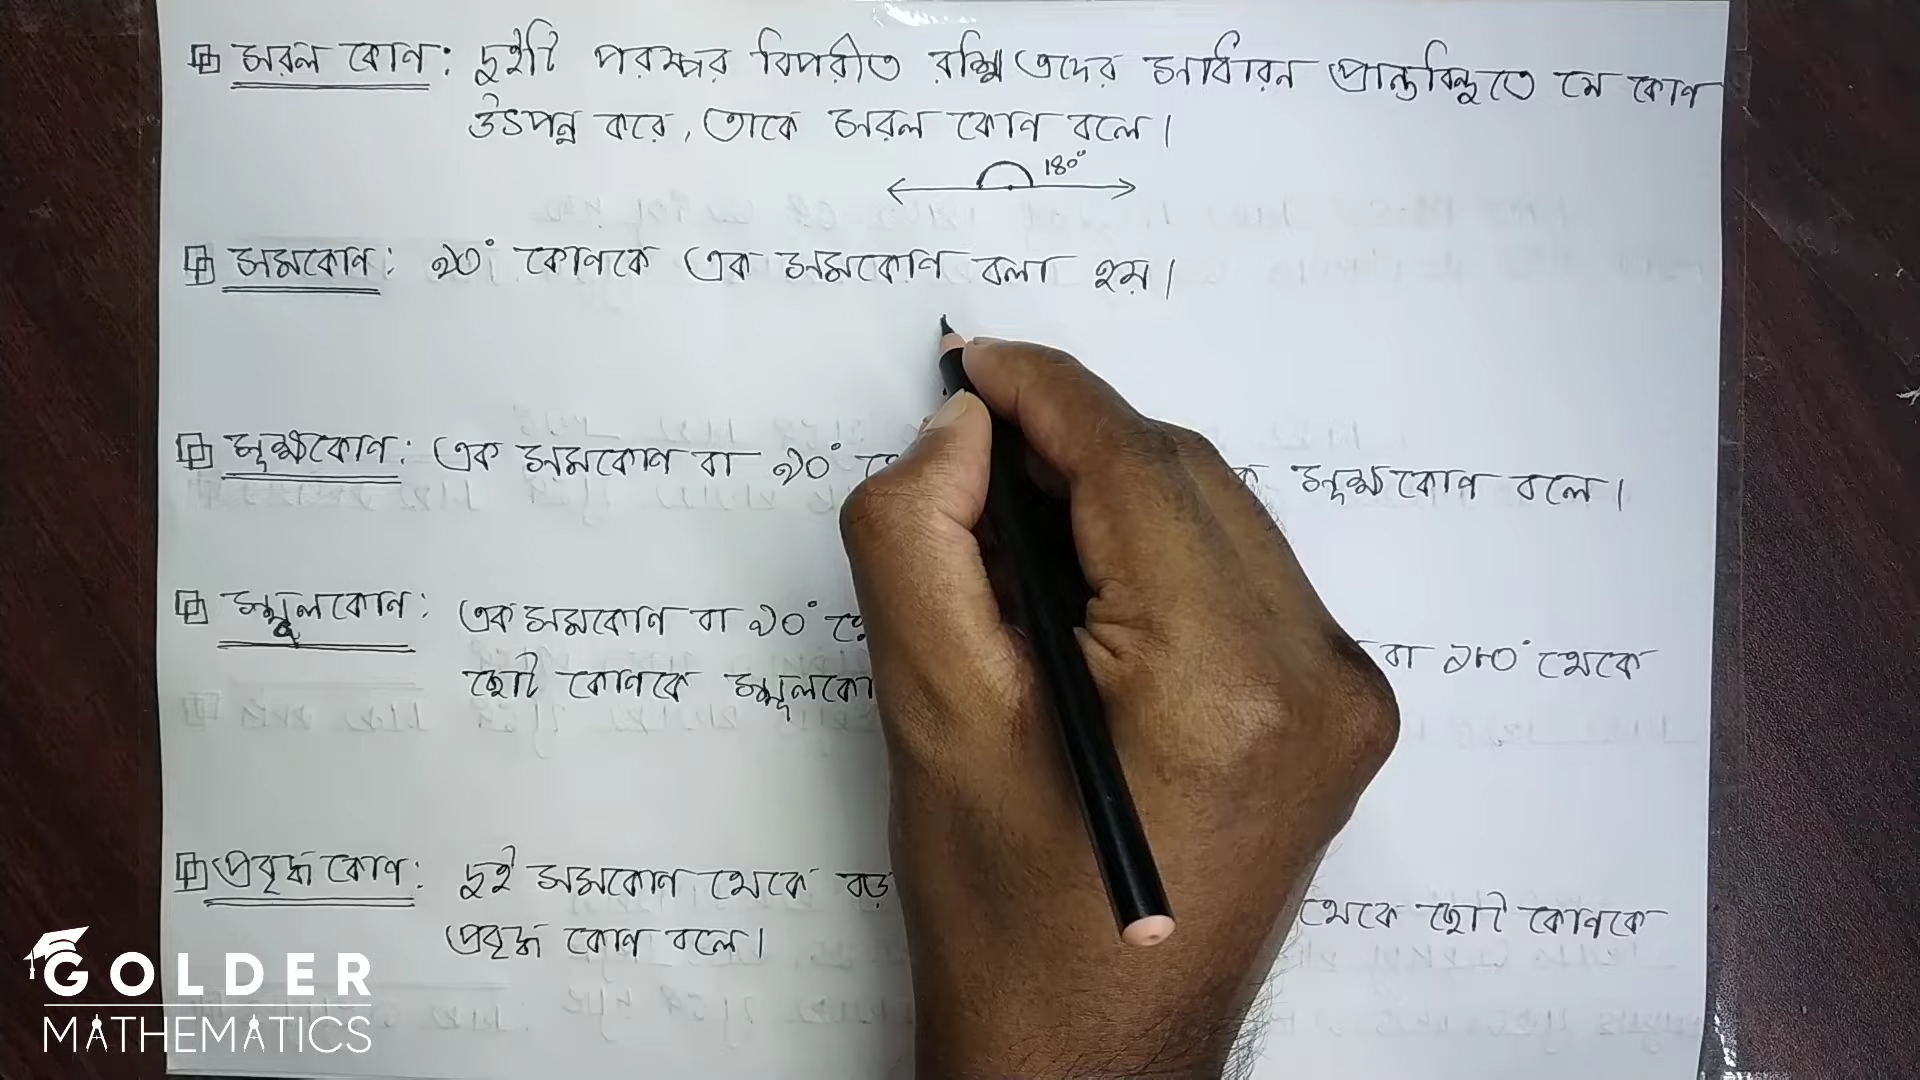 সরল কোণ: দুইটি পরস্পর বিপরীত রশ্মি তাদের সাধারন প্রান্তবিন্দুতে যে কোণ
উৎপন্ন করে, তাকে সরল কোণ বলে।
180°
সমকোণ: ৯০° কোণকে এক সমকোণ বলা হয়।
সূক্ষ্মকোণ: এক সমকোণ বা ৯০° সূক্ষ্মকোণ বলে।
স্থূলকোণ: এক সমকোণ বা ৯০° বা ১৮০° থেকে
ছোট কোণকে
প্রবৃদ্ধ কোণ: দুই সমকোণ থেকে বড় থেকে ছোট কোণকে
প্রবৃদ্ধ কোণ বলে।
GOLDER
MATHEMATICS